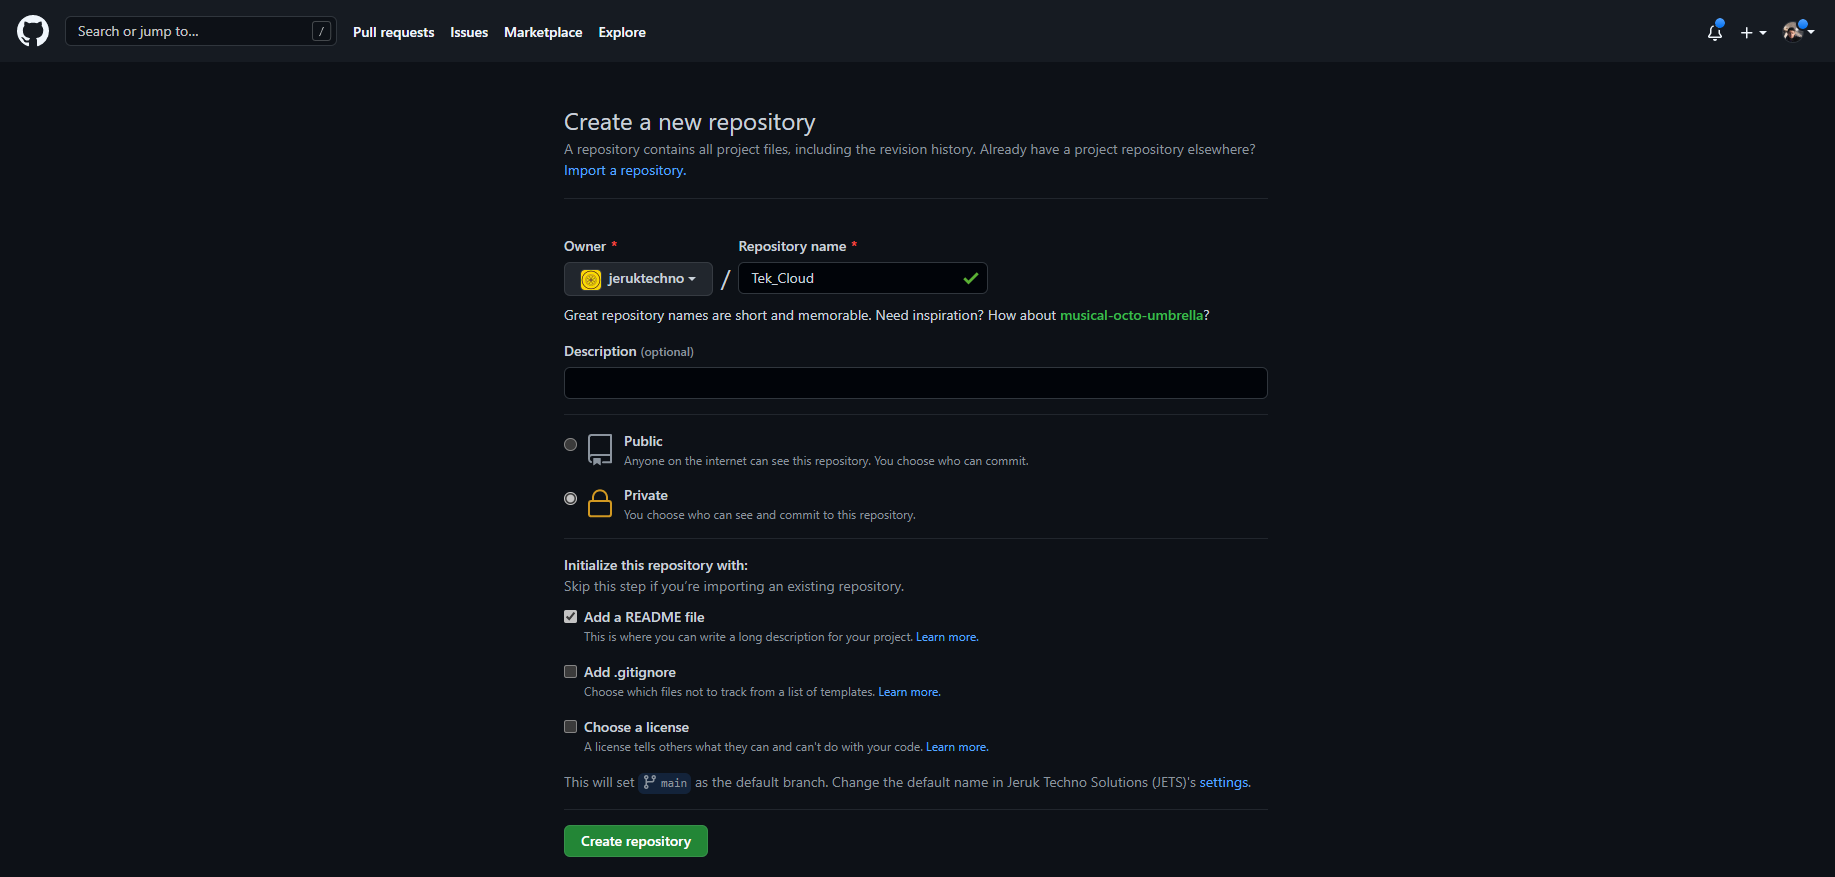 Search or jump to... / Pull requests Issues Marketplace Explore
Create a new repository
A repository contains all project files, including the revision history. Already have a project repository elsewhere?
Import a repository.
Owner * Repository name *
jeruktechno / Tek_Cloud
Great repository names are short and memorable. Need inspiration? How about musical-octo-umbrella?
Description (optional)
Public
Anyone on the internet can see this repository. You choose who can commit.
Private
You choose who can see and commit to this repository.
Initialize this repository with:
Skip this step if you're importing an existing repository.
Add a README file
This is where you can write a long description for your project. Learn more.
Add .gitignore
Choose which files not to track from a list of templates. Learn more.
Choose a license
A license tells others what they can and can't do with your code. Learn more.
This will set main as the default branch. Change the default name in Jeruk Techno Solutions (JETS)'s settings.
Create repository